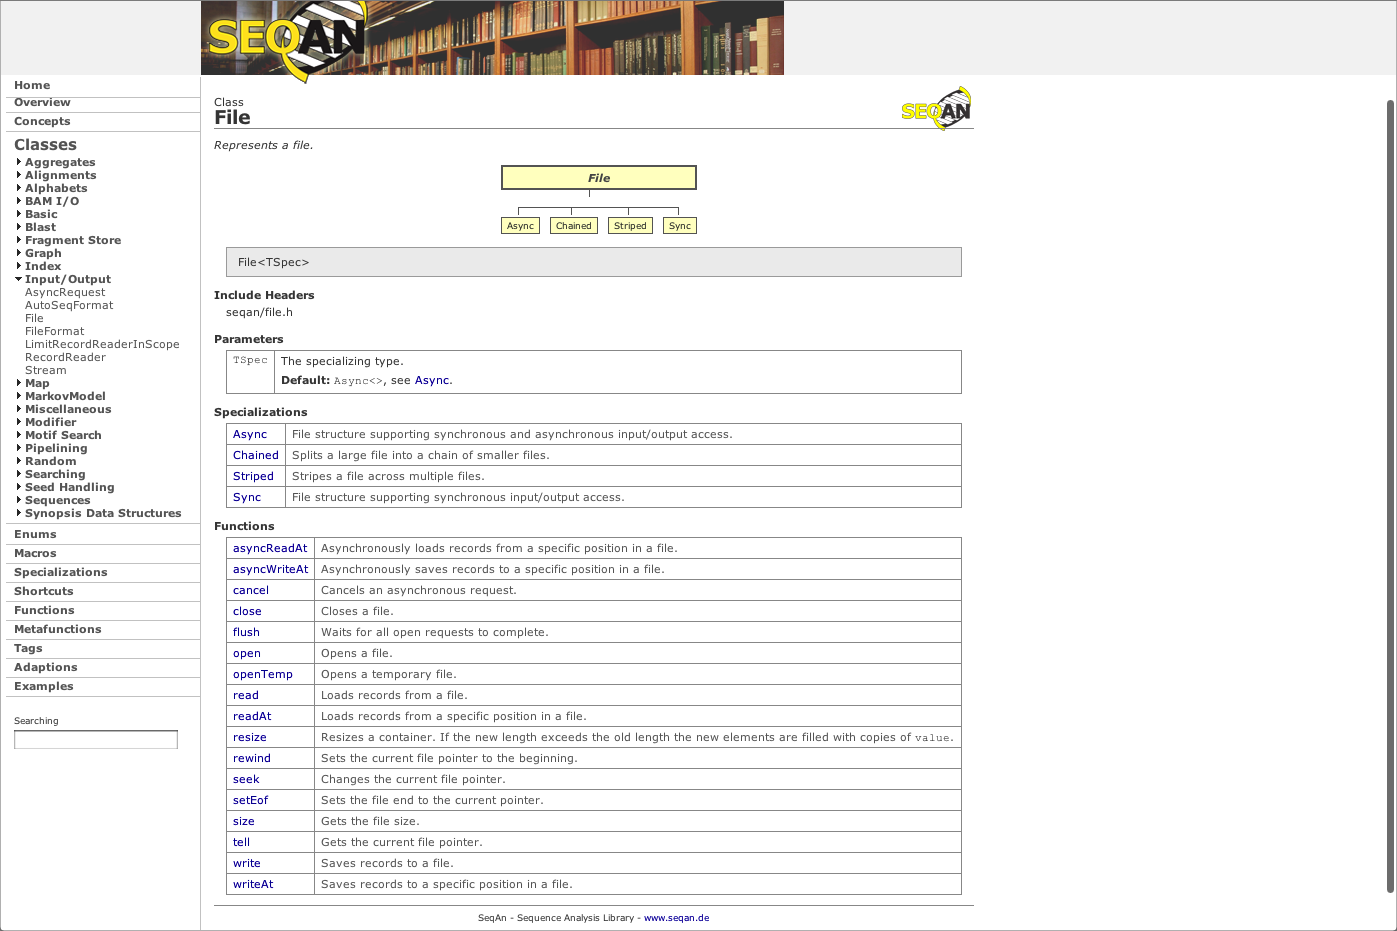 SEQAN
Home
Overview
Concepts
Classes
Aggregates
Alignments
Alphabets
BAM I/O
Basic
Blast
Fragment Store
Graph
Index
Input/Output
AsyncRequest
AutoSeqFormat
File
FileFormat
LimitRecordReaderInScope
RecordReader
Stream
Map
MarkovModel
Miscellaneous
Modifier
Motif Search
Pipelining
Random
Searching
Seed Handling
Sequences
Synopsis Data Structures
Enums
Macros
Specializations
Shortcuts
Functions
Metafunctions
Tags
Adaptions
Examples
Searching
Class
File
SEQAN
Represents a file.
File
Async Chained Striped Sync
File<TSpec>
Include Headers
seqan/file.h
Parameters
TSpec The specializing type.
Default: Async<>, see Async.
Specializations
Async File structure supporting synchronous and asynchronous input/output access.
Chained Splits a large file into a chain of smaller files.
Striped Stripes a file across multiple files.
Sync File structure supporting synchronous input/output access.
Functions
asyncReadAt Asynchronously loads records from a specific position in a file.
asyncWriteAt Asynchronously saves records to a specific position in a file.
cancel Cancels an asynchronous request.
close Closes a file.
flush Waits for all open requests to complete.
open Opens a file.
openTemp Opens a temporary file.
read Loads records from a file.
readAt Loads records from a specific position in a file.
resize Resizes a container. If the new length exceeds the old length the new elements are filled with copies of value.
rewind Sets the current file pointer to the beginning.
seek Changes the current file pointer.
setEof Sets the file end to the current pointer.
size Gets the file size.
tell Gets the current file pointer.
write Saves records to a file.
writeAt Saves records to a specific position in a file.
SeqAn - Sequence Analysis Library - www.seqan.de